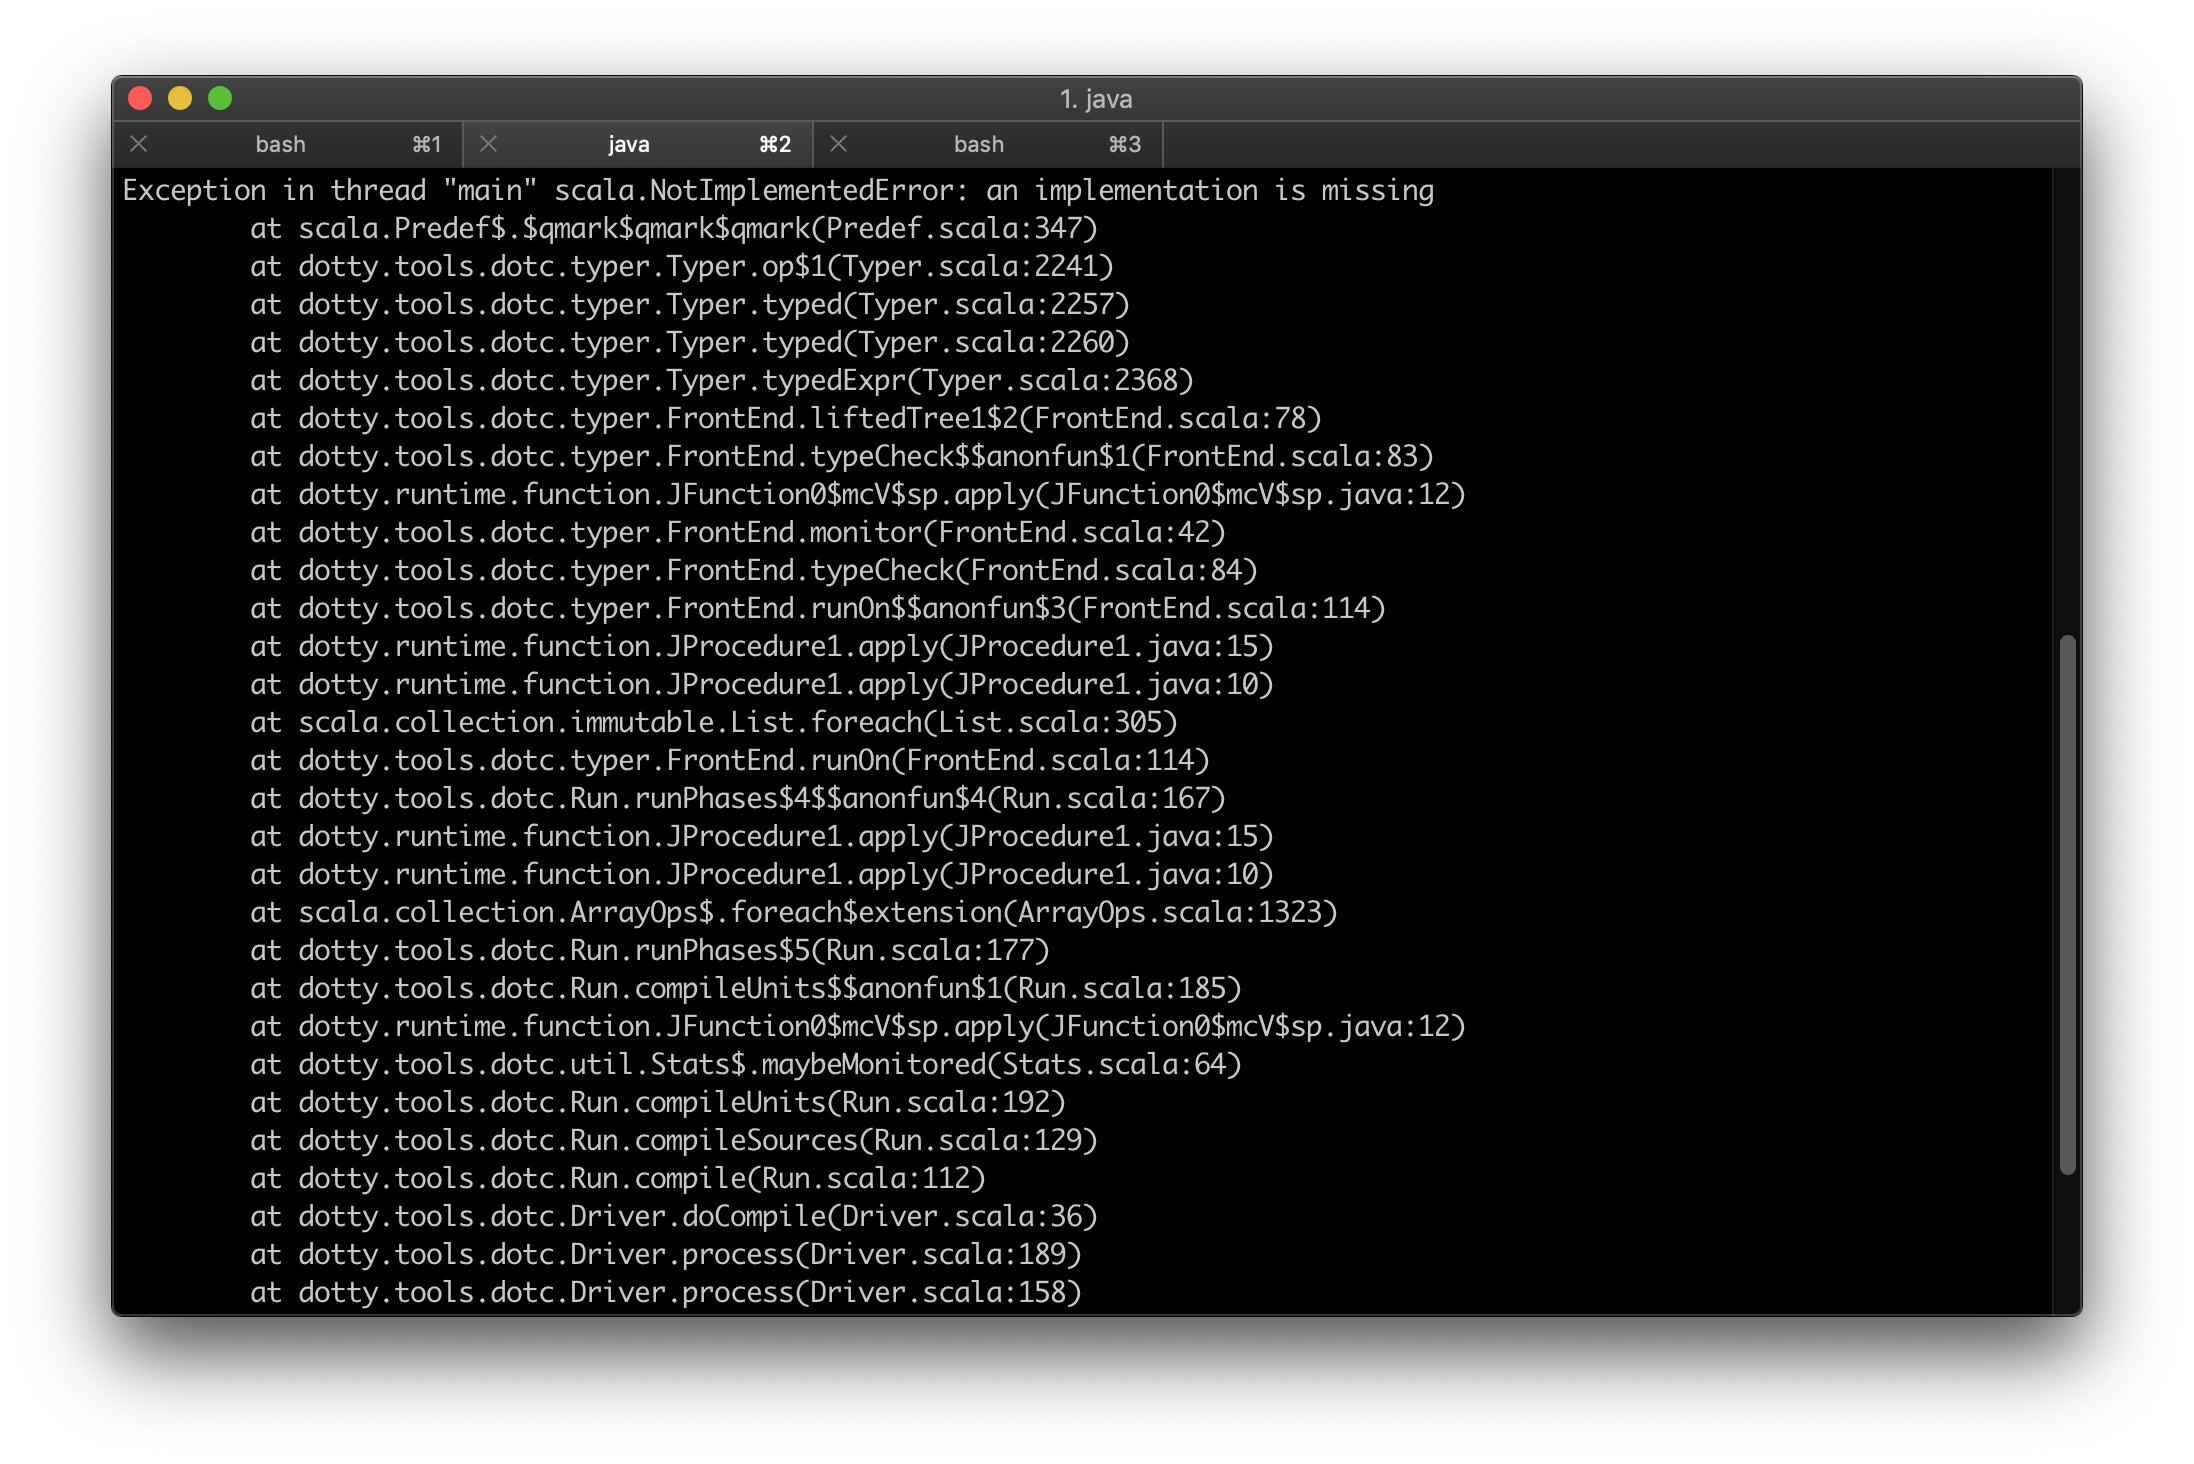 1. java
bash ⌘1 java ⌘2 bash ⌘3
Exception in thread "main" scala.NotImplementedError: an implementation is missing
at scala.Predef$.$qmark$qmark$qmark(Predef.scala:347)
at dotty.tools.dotc.typer.Typer.op$1(Typer.scala:2241)
at dotty.tools.dotc.typer.Typer.typed(Typer.scala:2257)
at dotty.tools.dotc.typer.Typer.typed(Typer.scala:2260)
at dotty.tools.dotc.typer.Typer.typedExpr(Typer.scala:2368)
at dotty.tools.dotc.typer.FrontEnd.liftedTree1$2(FrontEnd.scala:78)
at dotty.tools.dotc.typer.FrontEnd.typeCheck$$anonfun$1(FrontEnd.scala:83)
at dotty.runtime.function.JFunction0$mcV$sp.apply(JFunction0$mcV$sp.java:12)
at dotty.tools.dotc.typer.FrontEnd.monitor(FrontEnd.scala:42)
at dotty.tools.dotc.typer.FrontEnd.typeCheck(FrontEnd.scala:84)
at dotty.tools.dotc.typer.FrontEnd.runOn$$anonfun$3(FrontEnd.scala:114)
at dotty.runtime.function.JProcedure1.apply(JProcedure1.java:15)
at dotty.runtime.function.JProcedure1.apply(JProcedure1.java:10)
at scala.collection.immutable.List.foreach(List.scala:305)
at dotty.tools.dotc.typer.FrontEnd.runOn(FrontEnd.scala:114)
at dotty.tools.dotc.Run.runPhases$4$$anonfun$4(Run.scala:167)
at dotty.runtime.function.JProcedure1.apply(JProcedure1.java:15)
at dotty.runtime.function.JProcedure1.apply(JProcedure1.java:10)
at scala.collection.ArrayOps$.foreach$extension(ArrayOps.scala:1323)
at dotty.tools.dotc.Run.runPhases$5(Run.scala:177)
at dotty.tools.dotc.Run.compileUnits$$anonfun$1(Run.scala:185)
at dotty.runtime.function.JFunction0$mcV$sp.apply(JFunction0$mcV$sp.java:12)
at dotty.tools.dotc.util.Stats$.maybeMonitored(Stats.scala:64)
at dotty.tools.dotc.Run.compileUnits(Run.scala:192)
at dotty.tools.dotc.Run.compileSources(Run.scala:129)
at dotty.tools.dotc.Run.compile(Run.scala:112)
at dotty.tools.dotc.Driver.doCompile(Driver.scala:36)
at dotty.tools.dotc.Driver.process(Driver.scala:189)
at dotty.tools.dotc.Driver.process(Driver.scala:158)